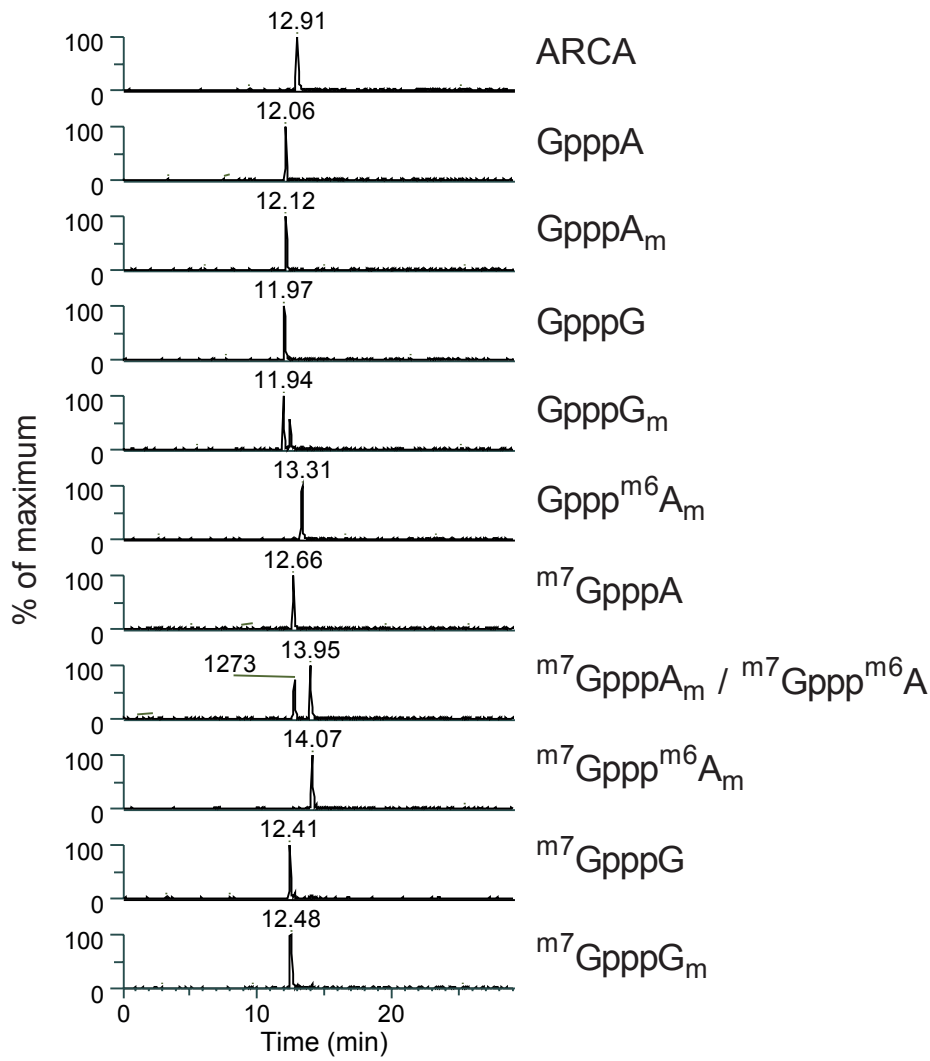 12.91
100
0
ARCA
12.06
100
0
GpppA
12.12
100
0
GpppAm
11.97
100
0
GpppG
11.94
100
0
GpppGm
13.31
100
0
Gpppm6Am
12.66
100
0
m7GpppA
1273
13.95
100
0
m7GpppAm / m7Gpppm6A
14.07
100
0
m7Gpppm6Am
12.41
100
0
m7GpppG
12.48
100
0
m7GpppGm
% of maximum
0 10 20
Time (min)